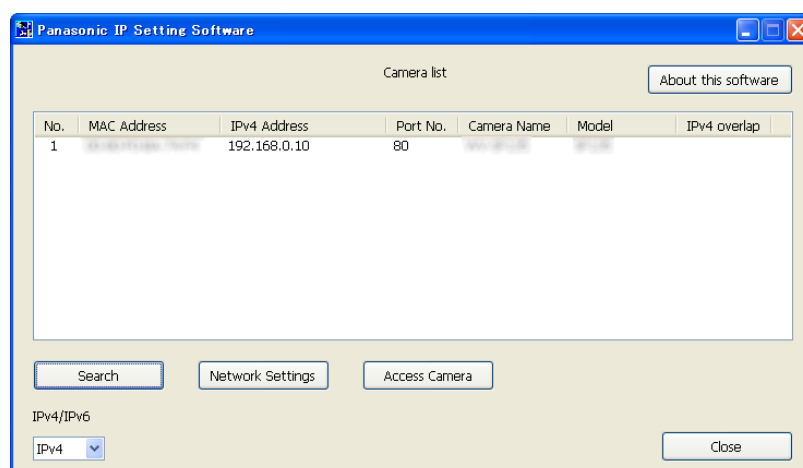 Panasonic IP Setting Software
Camera list
About this software
No. MAC Address IPv4 Address Port No. Camera Name Model IPv4 overlap
1 192.168.0.10 80
Search Network Settings Access Camera
IPv4/IPv6
IPv4
Close